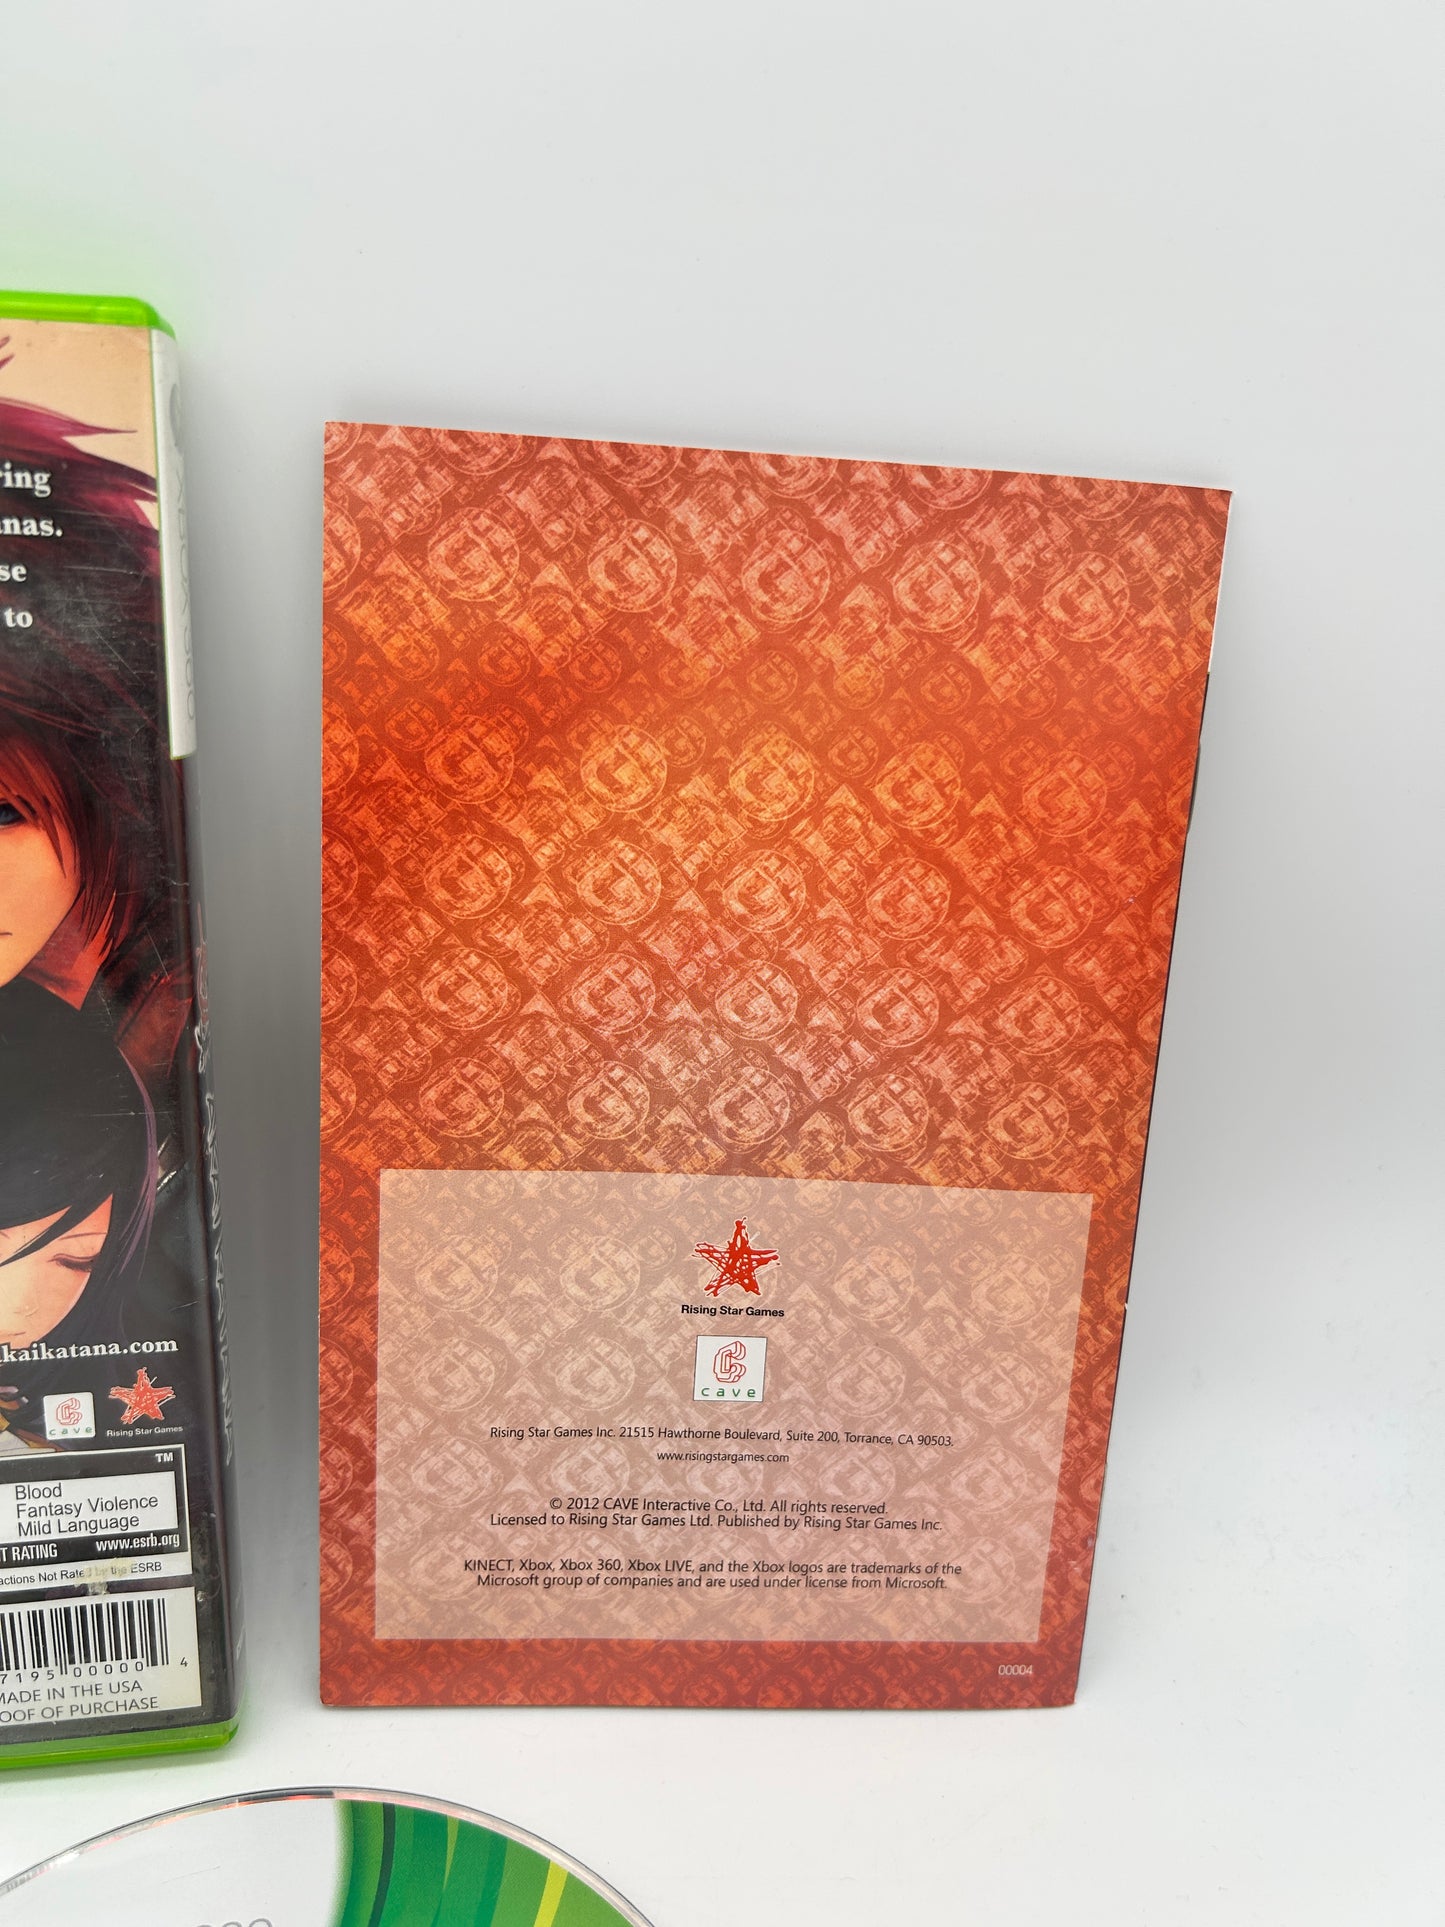 ring
anas.
se
to
AKAI KATANA
kaikatana.com
cave
Rising Star Games
TM
Blood
Fantasy Violence
Mild Language
T RATING www.esrb.org
actions Not Rated by the ESRB
7195 00000 4
MADE IN THE USA
OOF OF PURCHASE
Rising Star Games
cave
Rising Star Games Inc. 21515 Hawthorne Boulevard, Suite 200, Torrance, CA 90503.
www.risingstargames.com
© 2012 CAVE Interactive Co., Ltd. All rights reserved.
Licensed to Rising Star Games Ltd. Published by Rising Star Games Inc.
KINECT, Xbox, Xbox 360, Xbox LIVE, and the Xbox logos are trademarks of the
Microsoft group of companies and are used under license from Microsoft.
00004